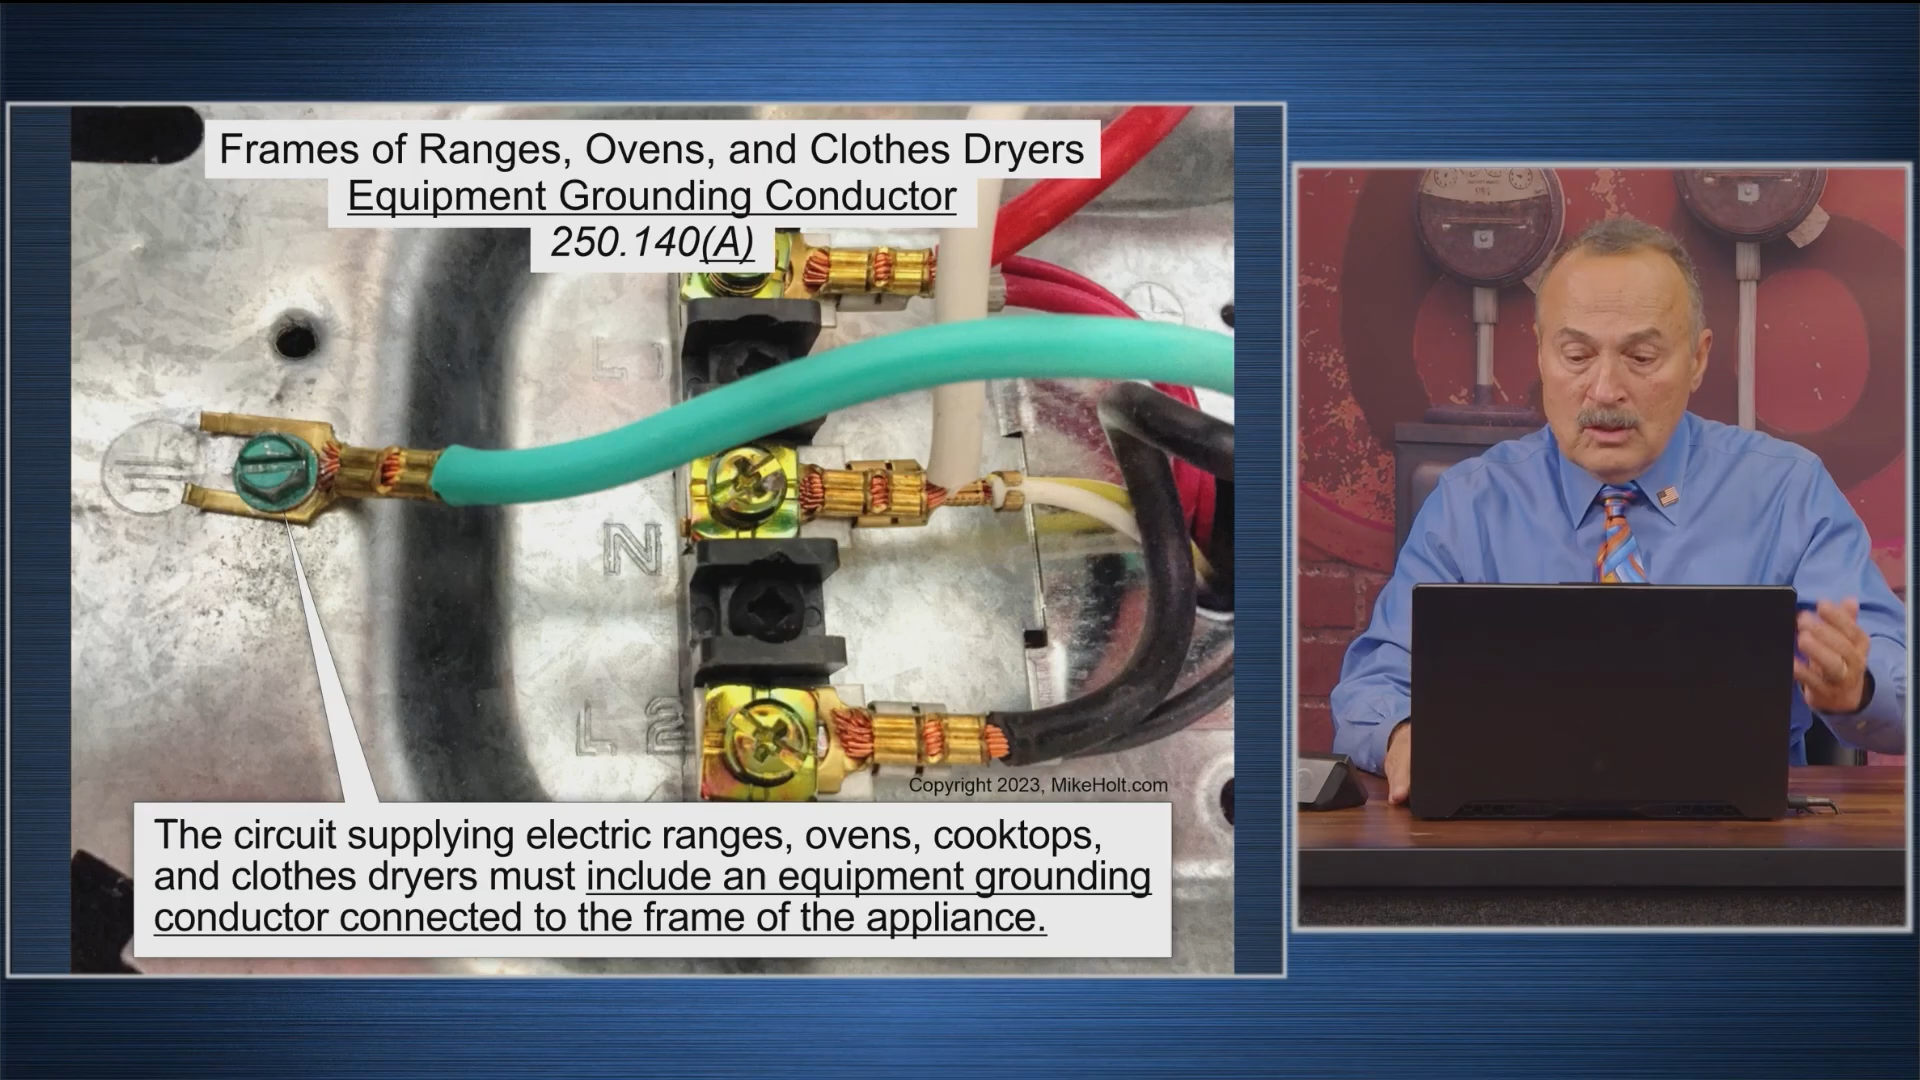 Frames of Ranges, Ovens, and Clothes Dryers
Equipment Grounding Conductor
250.140(A)
L1
N
L2
Copyright 2023, MikeHolt.com
The circuit supplying electric ranges, ovens, cooktops,
and clothes dryers must include an equipment grounding
conductor connected to the frame of the appliance.